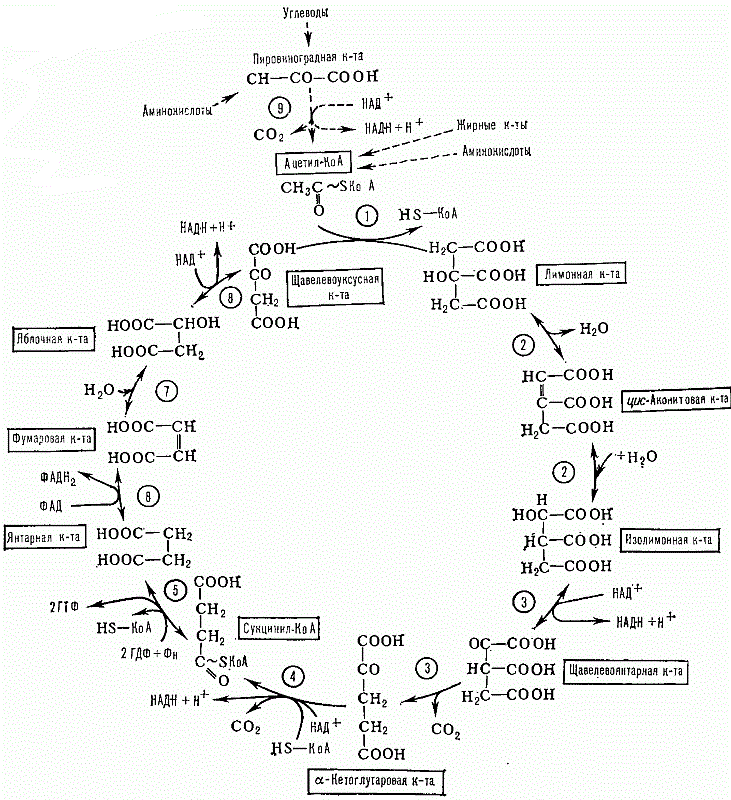 Углеводы
Пировиноградная к-та
CH—CO—COOH
Аминокислоты
9
НАД+
CO2
НАДН + Н+
Жирные к-ты
Ацетил-КоА
Аминокислоты
CH3C~SКоА
O
1
HS—КоА
НАДН + Н+
НАД+
8
COOH
CO
CH2
COOH
Щавелевоуксусная
к-та
H2C—COOH
HOC—COOH
H2C—COOH
Лимонная к-та
2
H2O
HC—COOH
C—COOH
H2C—COOH
цис-Аконитовая к-та
2
+H2O
H
HOC—COOH
HC—COOH
H2C—COOH
Изолимонная к-та
3
НАД+
НАДН + Н+
OC—COOH
HC—COOH
H2C—COOH
Щавелевоянтарная к-та
3
CO2
COOH
CO
CH2
CH2
COOH
α-Кетоглутаровая к-та
4
НАДН + Н+
CO2
НАД+
HS—КоА
COOH
CH2
CH2
C~SКоА
O
Сукцинил-КоА
5
2ГТФ
HS—КоА
2 ГДФ + Фн
Янтарная к-та
HOOC—CH2
HOOC—CH2
8
ФАДН2
ФАД
Фумаровая к-та
HOOC—CH
HOOC—CH
7
H2O
Яблочная к-та
HOOC—CHOH
HOOC—CH2